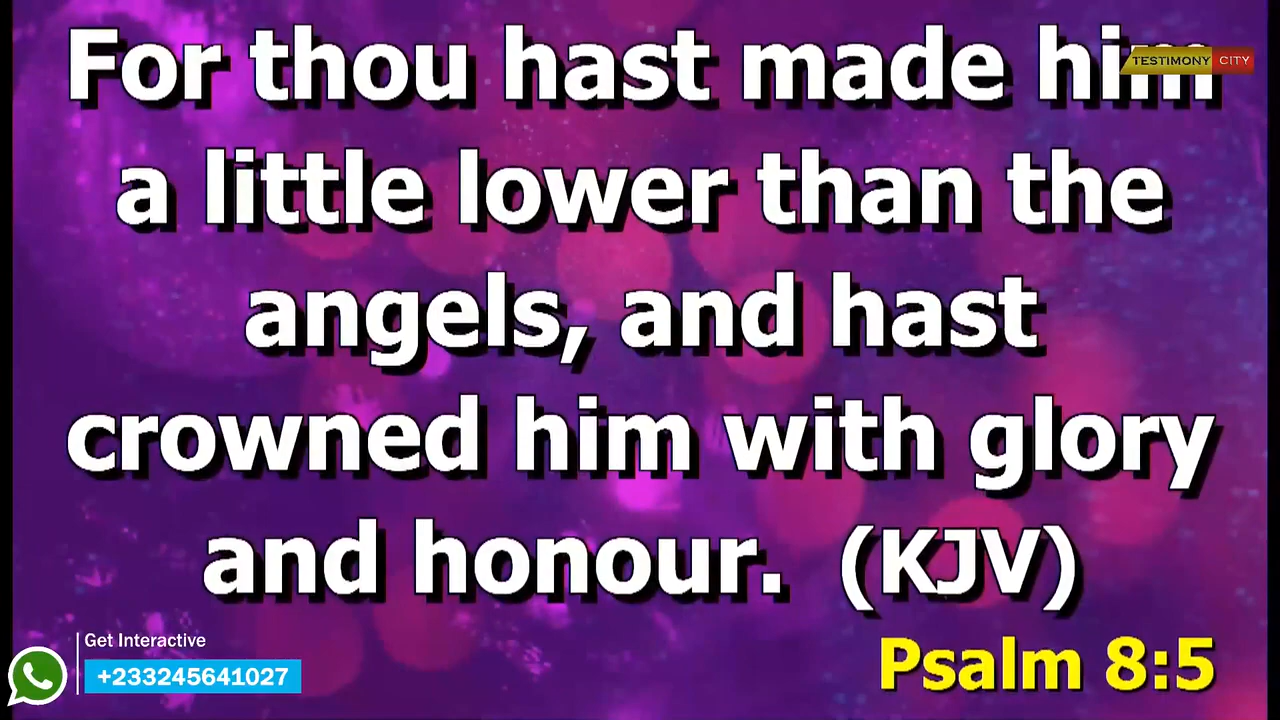 For thou hast made him
TESTIMONY CITY
a little lower than the
angels, and hast
crowned him with glory
and honour. (KJV)
Psalm 8:5
Get Interactive
+233245641027